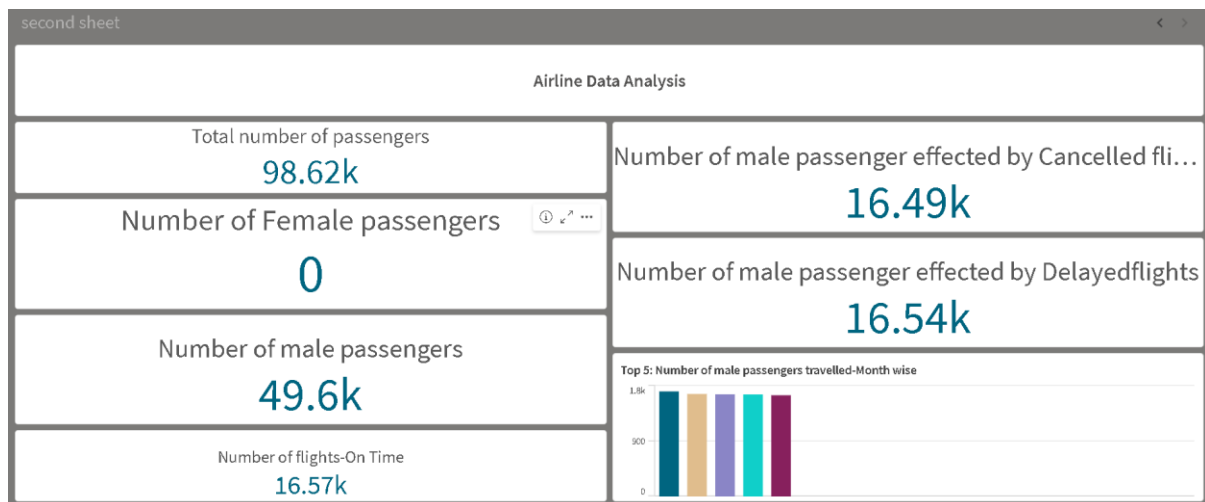 second sheet
Airline Data Analysis
Total number of passengers
98.62k
Number of Female passengers
0
Number of male passengers
49.6k
Number of flights-On Time
16.57k
Number of male passenger effected by Cancelled fli...
16.49k
Number of male passenger effected by Delayedflights
16.54k
Top 5: Number of male passengers travelled-Month wise
1.8k
900
0